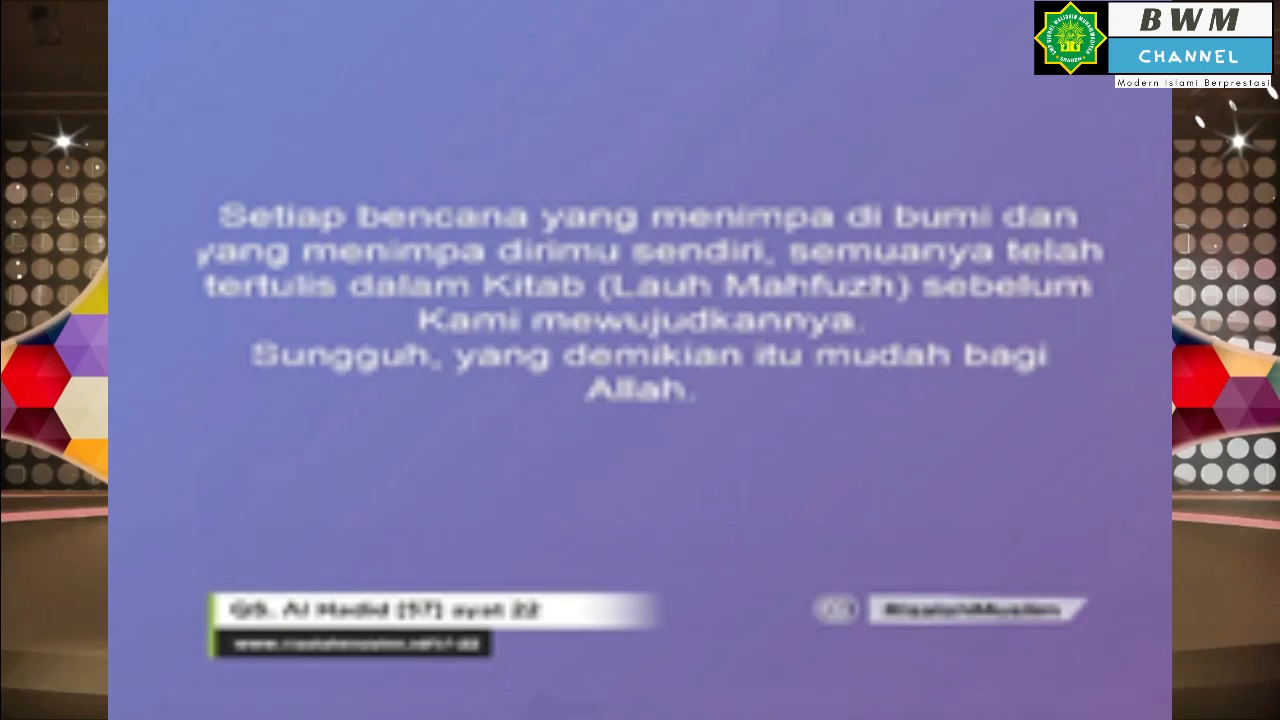 BWM
CHANNEL
Modern Islami Berprestasi
Setiap bencana yang menimpa di bumi dan
yang menimpa dirimu sendiri, semuanya telah
tertulis dalam Kitab (Lauh Mahfuzh) sebelum
Kami mewujudkannya.
Sungguh, yang demikian itu mudah bagi
Allah.
QS. Al Hadid [57] ayat 22
RisalahMuslim